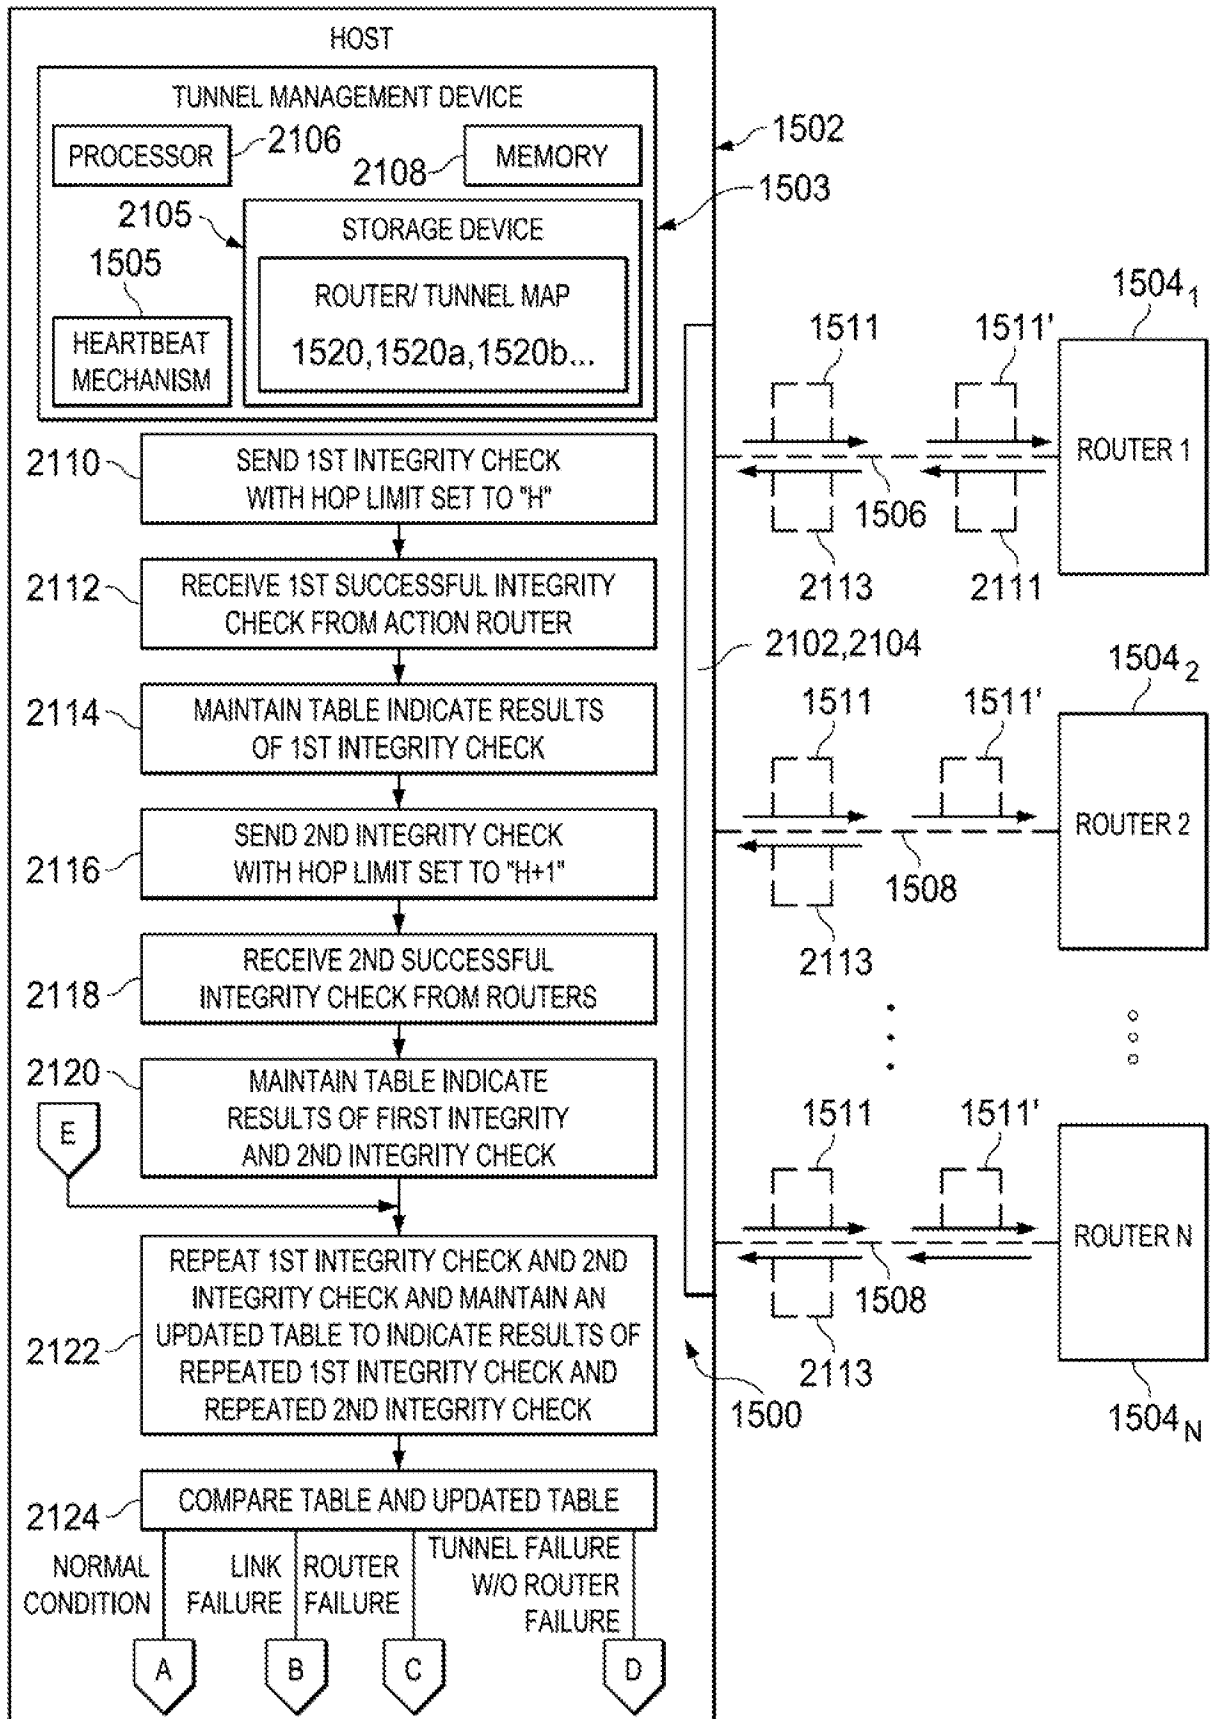 HOST
TUNNEL MANAGEMENT DEVICE
PROCESSOR
2106
2108
MEMORY
1502
1503
2105
STORAGE DEVICE
1505
ROUTER/ TUNNEL MAP
1520,1520a,1520b...
HEARTBEAT
MECHANISM
1504 1
1511
1511'
ROUTER 1
1506
2113
2111
2110
SEND 1ST INTEGRITY CHECK
WITH HOP LIMIT SET TO "H"
2112
RECEIVE 1ST SUCCESSFUL INTEGRITY
CHECK FROM ACTION ROUTER
2102,2104
2114
MAINTAIN TABLE INDICATE RESULTS
OF 1ST INTEGRITY CHECK
1504 2
1511
1511'
ROUTER 2
1508
2113
2116
SEND 2ND INTEGRITY CHECK
WITH HOP LIMIT SET TO "H+1"
2118
RECEIVE 2ND SUCCESSFUL
INTEGRITY CHECK FROM ROUTERS
2120
MAINTAIN TABLE INDICATE
RESULTS OF FIRST INTEGRITY
AND 2ND INTEGRITY CHECK
E
1511
1511'
ROUTER N
1508
2113
1504 N
1500
2122
REPEAT 1ST INTEGRITY CHECK AND 2ND
INTEGRITY CHECK AND MAINTAIN AN
UPDATED TABLE TO INDICATE RESULTS OF
REPEATED 1ST INTEGRITY CHECK AND
REPEATED 2ND INTEGRITY CHECK
2124
COMPARE TABLE AND UPDATED TABLE
NORMAL
CONDITION
LINK
FAILURE
ROUTER
FAILURE
TUNNEL FAILURE
W/O ROUTER
FAILURE
A
B
C
D